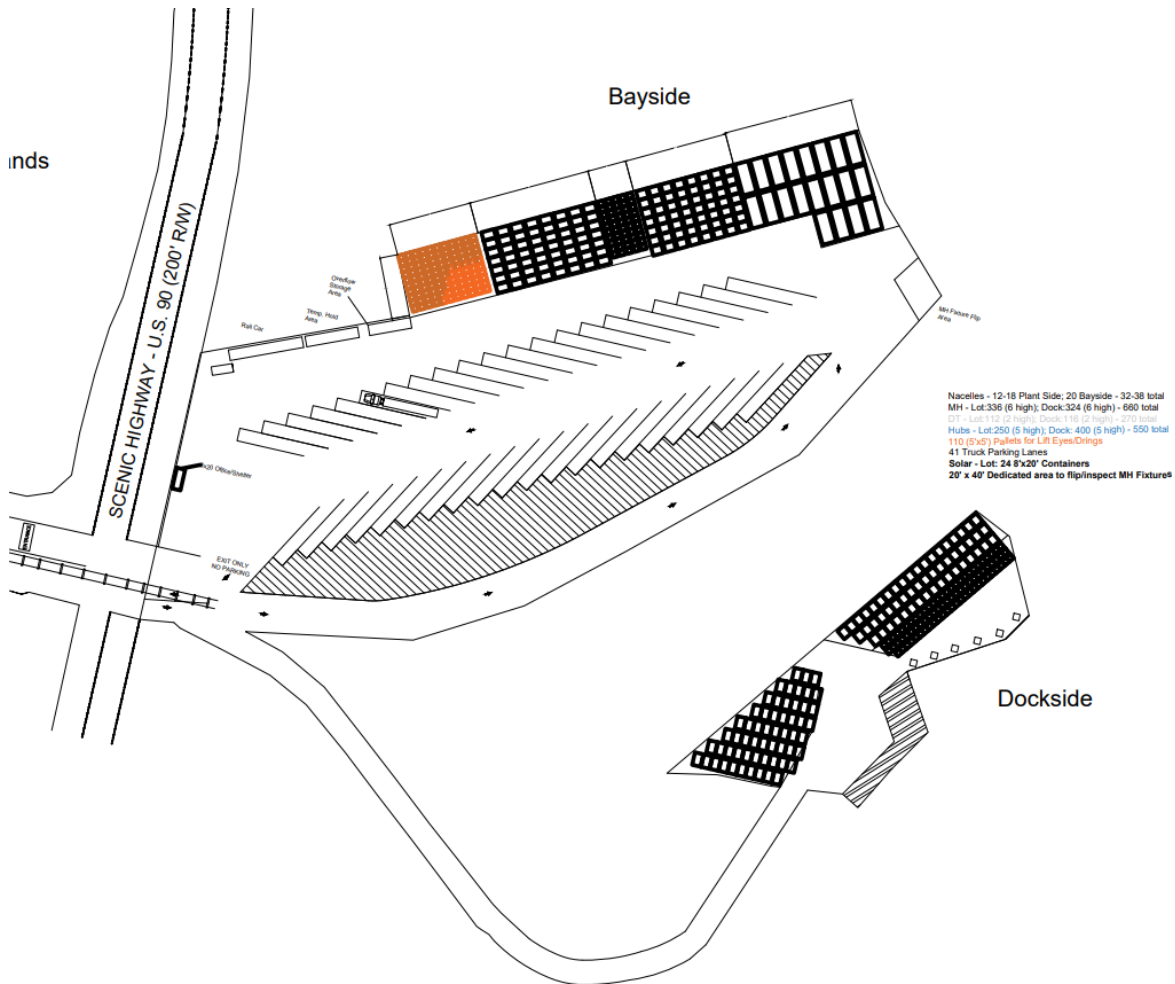 Bayside
ands
SCENIC HIGHWAY - U.S. 90 (200' R/W)
Overflow
Storage
Area
Temp. Hold
Area
Rail Car
MH Fixture Flip
Area
Nacelles - 12-18 Plant Side; 20 Bayside - 32-38 total
MH - Lot:336 (6 high); Dock:324 (6 high) - 660 total
DT - Lot:112 (2 high); Dock:116 (2 high) - 270 total
Hubs - Lot:250 (5 high); Dock: 400 (5 high) - 550 total
110 (5'x5') Pallets for Lift Eyes/Drings
41 Truck Parking Lanes
Solar - Lot: 24 8'x20' Containers
20' x 40' Dedicated area to flip/inspect MH Fixtures
Office/Shelter
EXIT ONLY
NO PARKING
Dockside